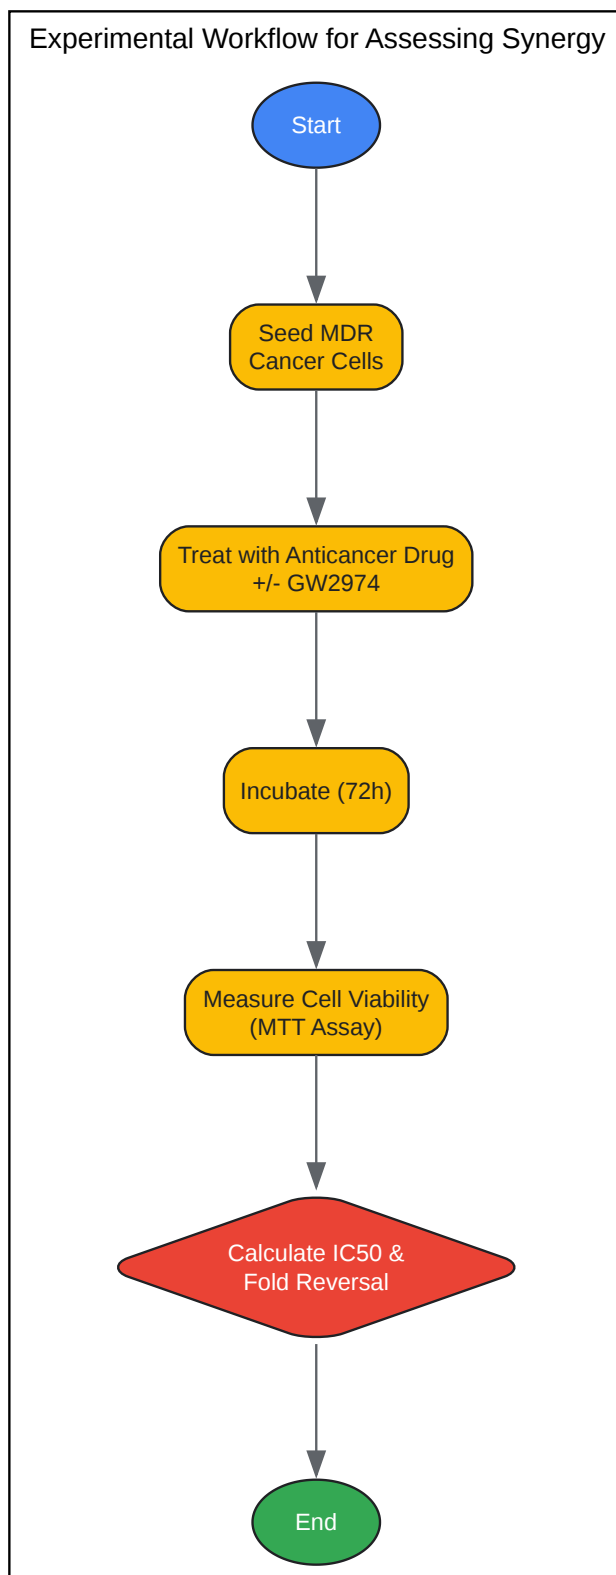 Experimental Workflow for Assessing Synergy
Start
Seed MDR
Cancer Cells
Treat with Anticancer Drug
+/- GW2974
Incubate (72h)
Measure Cell Viability
(MTT Assay)
Calculate IC50 &
Fold Reversal
End